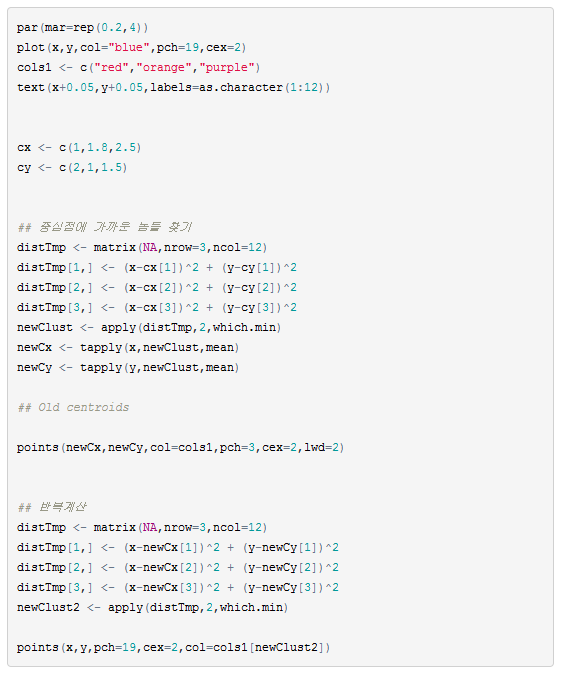 par(mar=rep(0.2,4))
plot(x,y,col="blue",pch=19,cex=2)
cols1 <- c("red","orange","purple")
text(x+0.05,y+0.05,labels=as.character(1:12))
cx <- c(1,1.8,2.5)
cy <- c(2,1,1.5)
## 중심점에 가까운 놈들 찾기
distTmp <- matrix(NA,nrow=3,ncol=12)
distTmp[1,] <- (x-cx[1])^2 + (y-cy[1])^2
distTmp[2,] <- (x-cx[2])^2 + (y-cy[2])^2
distTmp[3,] <- (x-cx[3])^2 + (y-cy[3])^2
newClust <- apply(distTmp,2,which.min)
newCx <- tapply(x,newClust,mean)
newCy <- tapply(y,newClust,mean)
## Old centroids
points(newCx,newCy,col=cols1,pch=3,cex=2,lwd=2)
## 반복계산
distTmp <- matrix(NA,nrow=3,ncol=12)
distTmp[1,] <- (x-newCx[1])^2 + (y-newCy[1])^2
distTmp[2,] <- (x-newCx[2])^2 + (y-newCy[2])^2
distTmp[3,] <- (x-newCx[3])^2 + (y-newCy[3])^2
newClust2 <- apply(distTmp,2,which.min)
points(x,y,pch=19,cex=2,col=cols1[newClust2])